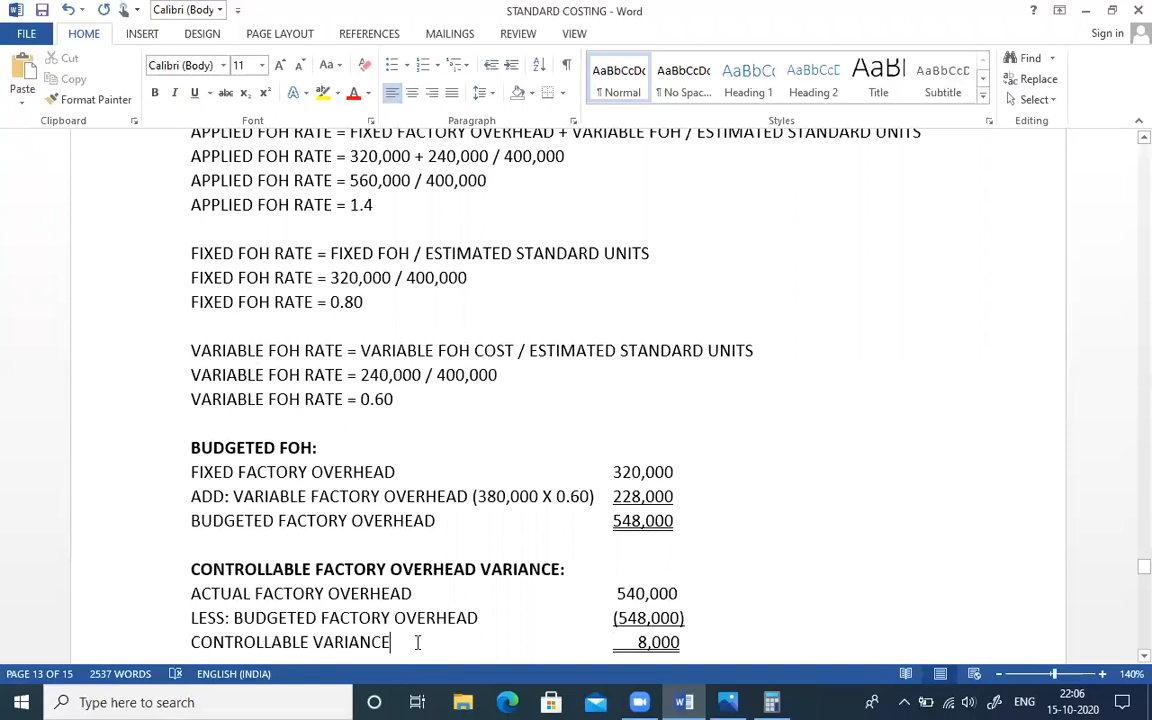 Calibri (Body
STANDARD COSTING - Word
FILE HOME INSERT DESIGN PAGE LAYOUT REFERENCES MAILINGS REVIEW VIEW Sign in
Paste
Cut
Copy
Format Painter
Clipboard
Calibri (Body) 11
Font
Paragraph
AaBbCcDc AaBbCcDc AaBbCc AaBbCcD AaBl AaBbCcD
¶ Normal ¶ No Spac... Heading 1 Heading 2 Title Subtitle
Styles
Find
Replace
Select
Editing
APPLIED FOH RATE = FIXED FACTORY OVERHEAD + VARIABLE FOH / ESTIMATED STANDARD UNITS
APPLIED FOH RATE = 320,000 + 240,000 / 400,000
APPLIED FOH RATE = 560,000 / 400,000
APPLIED FOH RATE = 1.4
FIXED FOH RATE = FIXED FOH / ESTIMATED STANDARD UNITS
FIXED FOH RATE = 320,000 / 400,000
FIXED FOH RATE = 0.80
VARIABLE FOH RATE = VARIABLE FOH COST / ESTIMATED STANDARD UNITS
VARIABLE FOH RATE = 240,000 / 400,000
VARIABLE FOH RATE = 0.60
BUDGETED FOH:
FIXED FACTORY OVERHEAD 320,000
ADD: VARIABLE FACTORY OVERHEAD (380,000 X 0.60) 228,000
BUDGETED FACTORY OVERHEAD 548,000
CONTROLLABLE FACTORY OVERHEAD VARIANCE:
ACTUAL FACTORY OVERHEAD 540,000
LESS: BUDGETED FACTORY OVERHEAD (548,000)
CONTROLLABLE VARIANCE 8,000
PAGE 13 OF 15 2537 WORDS ENGLISH (INDIA) 140%
Type here to search
ENG
22:06
15-10-2020